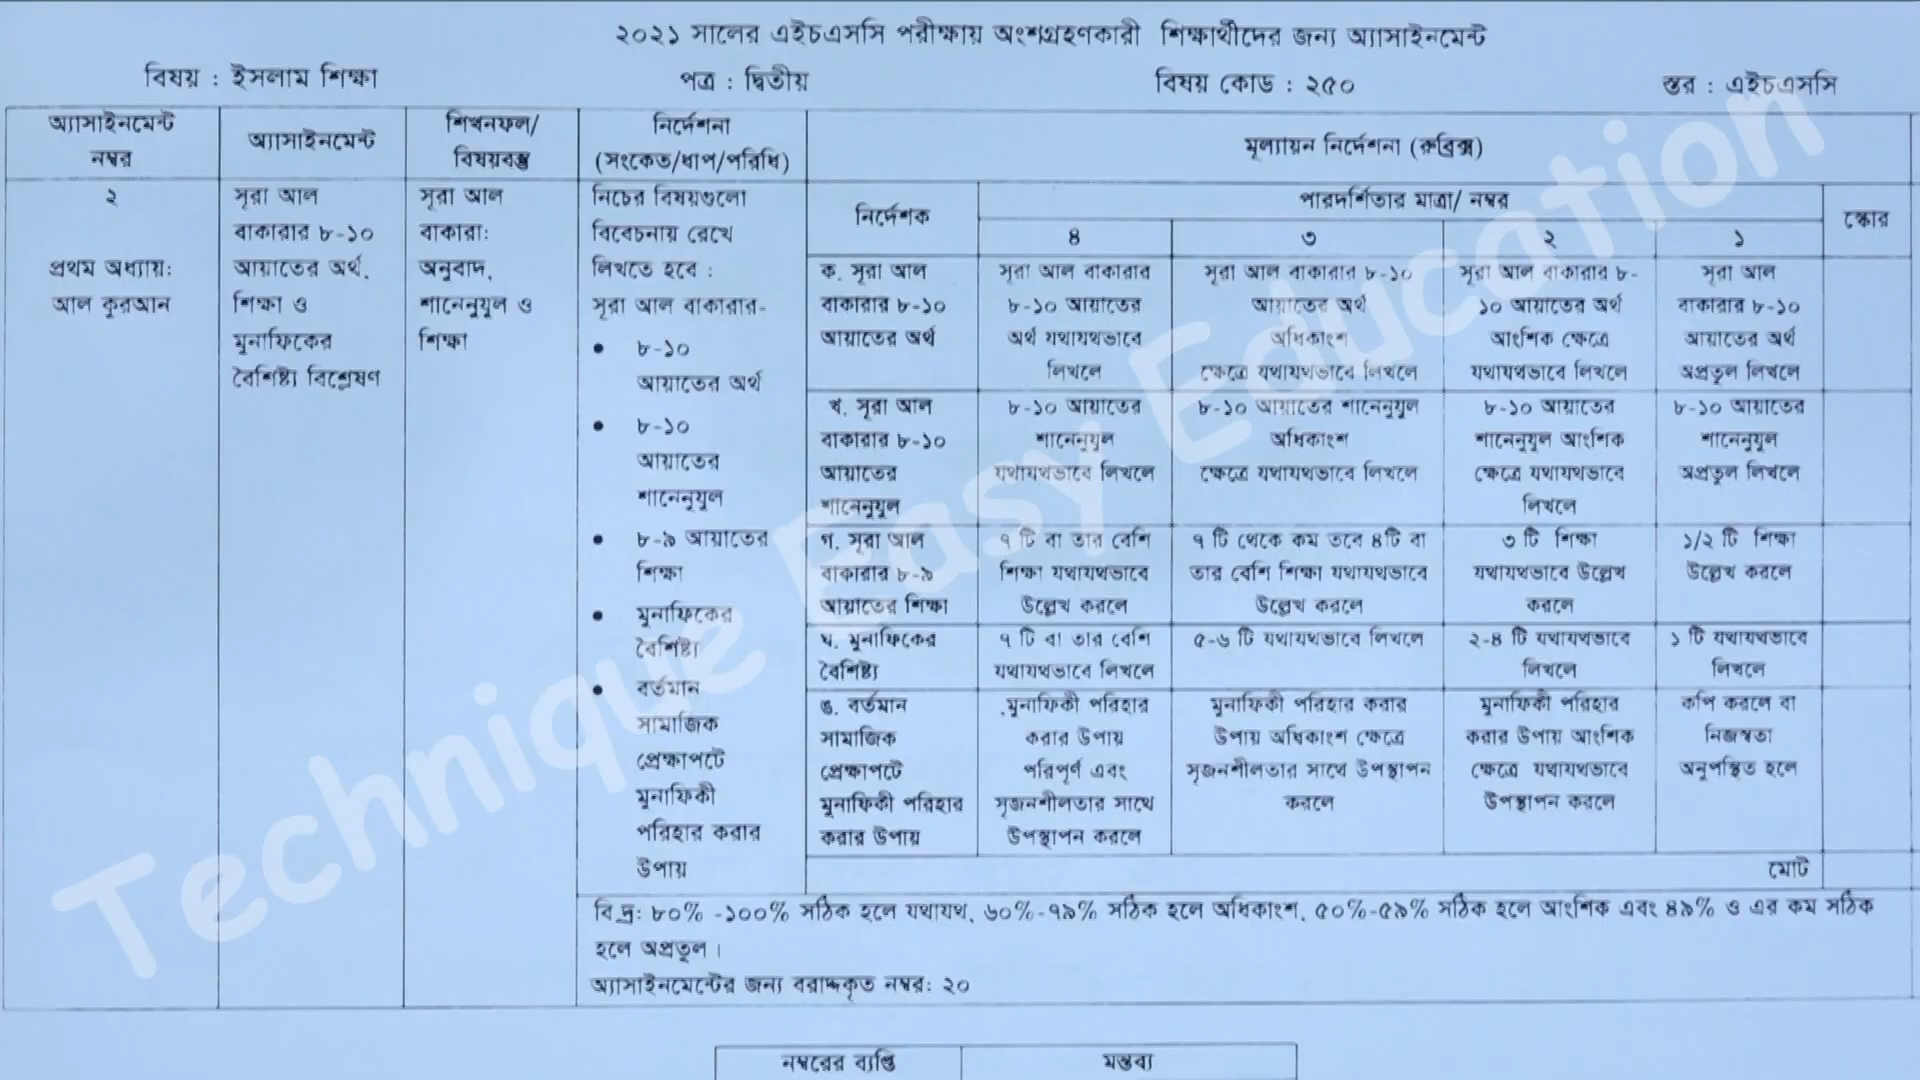 ২০২১ সালের এইচএসসি পরীক্ষায় অংশগ্রহণকারী শিক্ষার্থীদের জন্য অ্যাসাইনমেন্ট
বিষয় : ইসলাম শিক্ষা
পত্র : দ্বিতীয়
বিষয় কোড : ২৫০
স্তর : এইচএসসি
অ্যাসাইনমেন্ট
নম্বর
অ্যাসাইনমেন্ট
শিখনফল/
বিষয়বস্তু
নির্দেশনা
(সংকেত/ধাপ/পরিধি)
মূল্যায়ন নির্দেশনা (রুব্রিক্স)
২
প্রথম অধ্যায়:
আল কুরআন
সূরা আল
বাকারার ৮-১০
আয়াতের অর্থ,
শিক্ষা ও
মুনাফিকের
বৈশিষ্ট্য বিশ্লেষণ
সূরা আল
বাকারা:
অনুবাদ,
শানেনুযুল ও
শিক্ষা
নিচের বিষয়গুলো
বিবেচনায় রেখে
লিখতে হবে :
সূরা আল বাকারার-
• ৮-১০
আয়াতের অর্থ
• ৮-১০
আয়াতের
শানেনুযুল
• ৮-৯ আয়াতের
শিক্ষা
• মুনাফিকের
বৈশিষ্ট্য
• বর্তমান
সামাজিক
প্রেক্ষাপটে
মুনাফিকী
পরিহার করার
উপায়
নির্দেশক
পারদর্শিতার মাত্রা/ নম্বর
স্কোর
৪
৩
২
১
ক. সূরা আল
বাকারার ৮-১০
আয়াতের অর্থ
সূরা আল বাকারার
৮-১০ আয়াতের
অর্থ যথাযথভাবে
লিখলে
সূরা আল বাকারার ৮-১০
আয়াতের অর্থ
অধিকাংশ
ক্ষেত্রে যথাযথভাবে লিখলে
সূরা আল বাকারার ৮-
১০ আয়াতের অর্থ
আংশিক ক্ষেত্রে
যথাযথভাবে লিখলে
সূরা আল
বাকারার ৮-১০
আয়াতের অর্থ
অপ্রতুল লিখলে
খ. সূরা আল
বাকারার ৮-১০
আয়াতের
শানেনুযুল
৮-১০ আয়াতের
শানেনুযুল
যথাযথভাবে লিখলে
৮-১০ আয়াতের শানেনুযুল
অধিকাংশ
ক্ষেত্রে যথাযথভাবে লিখলে
৮-১০ আয়াতের
শানেনুযুল আংশিক
ক্ষেত্রে যথাযথভাবে
লিখলে
৮-১০ আয়াতের
শানেনুযুল
অপ্রতুল লিখলে
গ. সূরা আল
বাকারার ৮-৯
আয়াতের শিক্ষা
৭ টি বা তার বেশি
শিক্ষা যথাযথভাবে
উল্লেখ করলে
৭ টি থেকে কম তবে ৪টি বা
তার বেশি শিক্ষা যথাযথভাবে
উল্লেখ করলে
৩ টি শিক্ষা
যথাযথভাবে উল্লেখ
করলে
১/২ টি শিক্ষা
উল্লেখ করলে
ঘ. মুনাফিকের
বৈশিষ্ট্য
৭ টি বা তার বেশি
যথাযথভাবে লিখলে
৫-৬ টি যথাযথভাবে লিখলে
২-৪ টি যথাযথভাবে
লিখলে
১ টি যথাযথভাবে
লিখলে
ঙ. বর্তমান
সামাজিক
প্রেক্ষাপটে
মুনাফিকী পরিহার
করার উপায়
মুনাফিকী পরিহার
করার উপায়
পরিপূর্ণ এবং
সৃজনশীলতার সাথে
উপস্থাপন করলে
মুনাফিকী পরিহার করার
উপায় অধিকাংশ ক্ষেত্রে
সৃজনশীলতার সাথে উপস্থাপন
করলে
মুনাফিকী পরিহার
করার উপায় আংশিক
ক্ষেত্রে যথাযথভাবে
উপস্থাপন করলে
কপি করলে বা
নিজস্বতা
অনুপস্থিত হলে
মোট
বি.দ্র: ৮০% -১০০% সঠিক হলে যথাযথ, ৬০%-৭৯% সঠিক হলে অধিকাংশ, ৫০%-৫৯% সঠিক হলে আংশিক এবং ৪৯% ও এর কম সঠিক
হলে অপ্রতুল।
অ্যাসাইনমেন্টের জন্য বরাদ্দকৃত নম্বর: ২০
নম্বরের ব্যপ্তি
মন্তব্য
Technique Easy Education